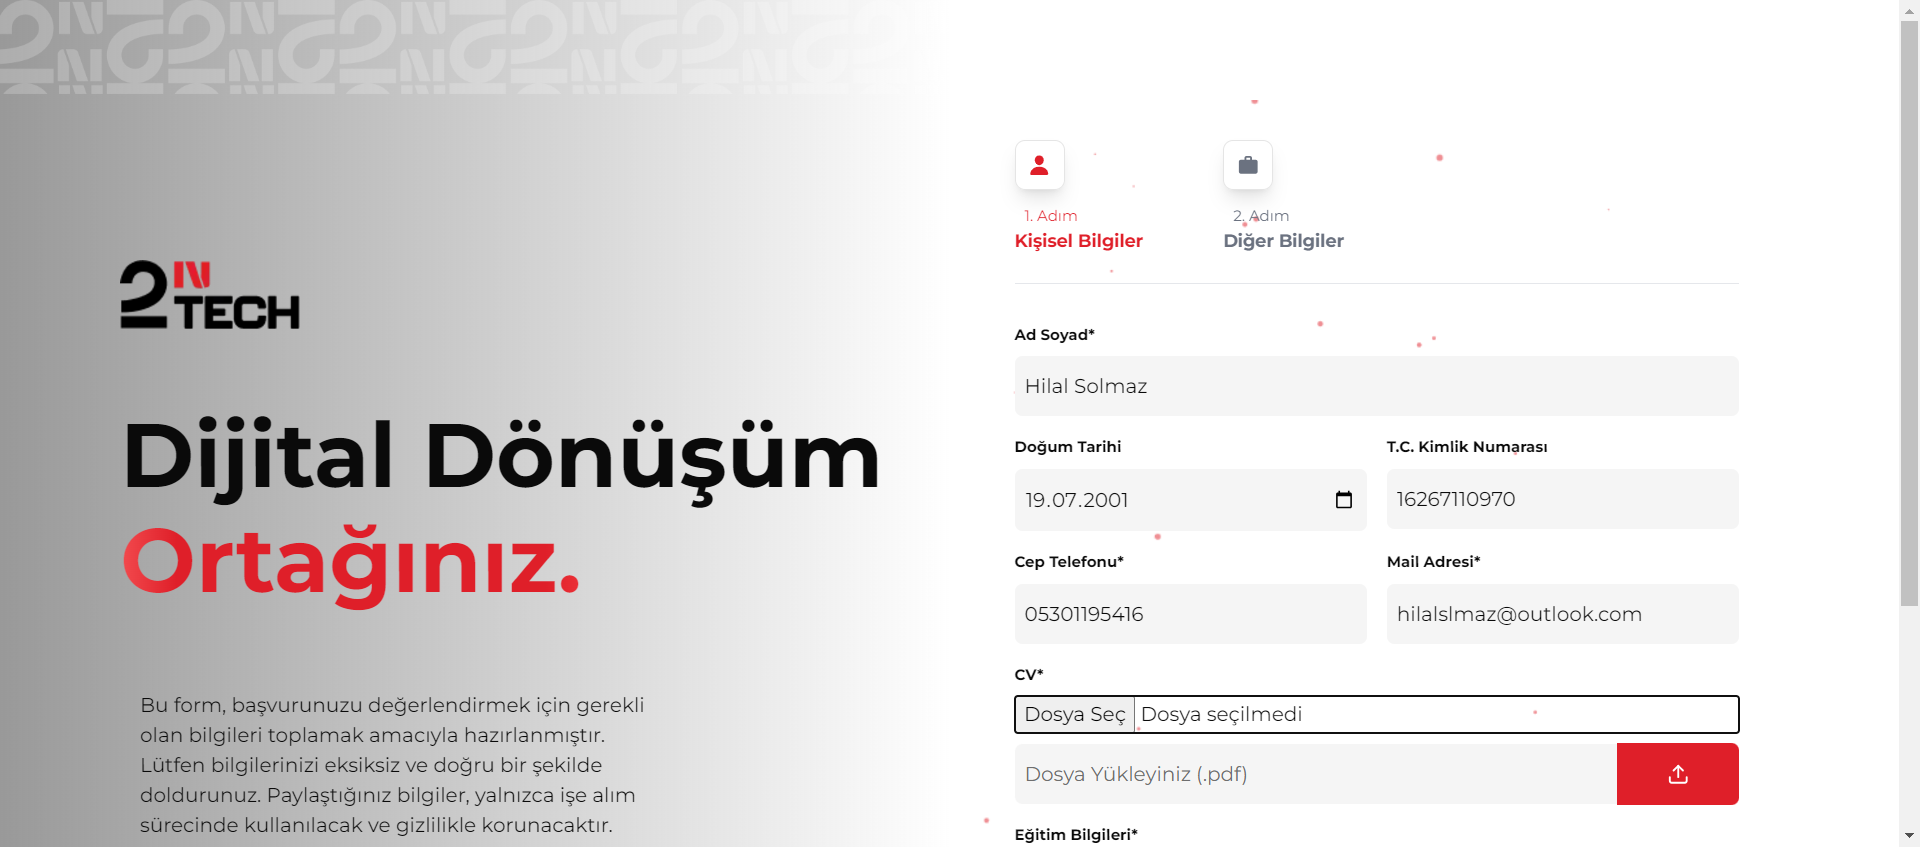 2IN
TECH
Dijital Dönüşüm
Ortağınız.
Bu form, başvurunuzu değerlendirmek için gerekli
olan bilgileri toplamak amacıyla hazırlanmıştır.
Lütfen bilgilerinizi eksiksiz ve doğru bir şekilde
doldurunuz. Paylaştığınız bilgiler, yalnızca işe alım
sürecinde kullanılacak ve gizlilikle korunacaktır.
1. Adım
Kişisel Bilgiler
2. Adım
Diğer Bilgiler
Ad Soyad*
Hilal Solmaz
Doğum Tarihi
T.C. Kimlik Numarası
19.07.2001
16267110970
Cep Telefonu*
Mail Adresi*
05301195416
hilalslmaz@outlook.com
CV*
Dosya Seç Dosya seçilmedi
Dosya Yükleyiniz (.pdf)
Eğitim Bilgileri*